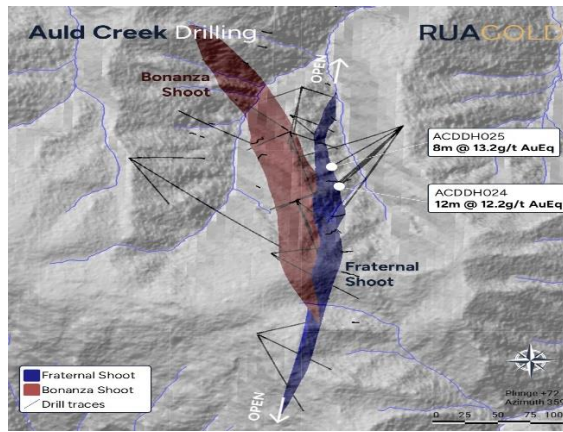 Auld Creek Drilling
RUAGOLD
OPEN
Bonanza
Shoot
ACDDH025
8m @ 13.2g/t AuEq
ACDDH024
12m @ 12.2g/t AuEq
Fraternal
Shoot
Fraternal Shoot
Bonanza Shoot
Drill traces
OPEN
Plunge +72
Azimuth 359
0 25 50 75 100